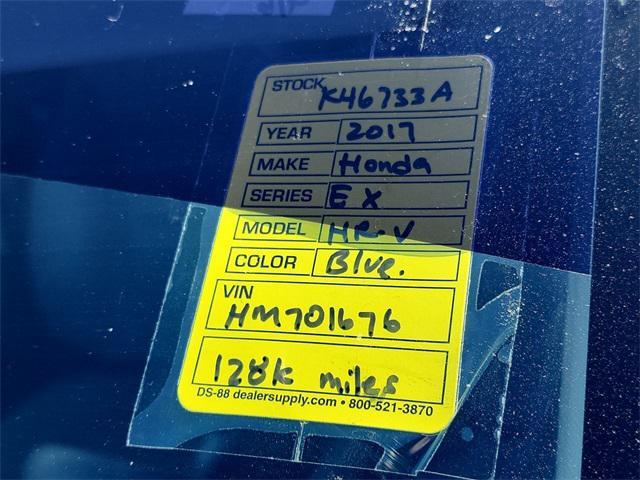 STOCK K46733A
YEAR 2017
MAKE Honda
SERIES EX
MODEL HR-V
COLOR Blue.
VIN
HM701676
128k miles
DS-88 dealersupply.com • 800-521-3870